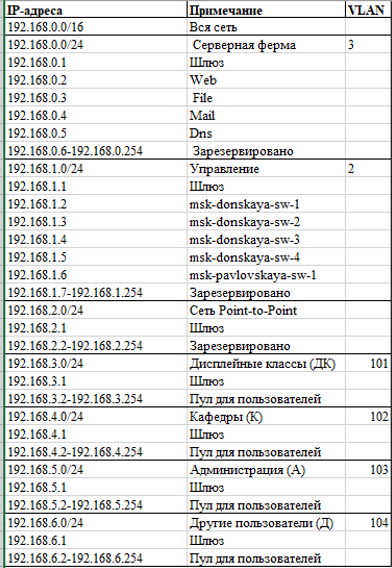 IP-адреса Примечание VLAN
192.168.0.0/16 Вся сеть
192.168.0.0/24 Серверная ферма 3
192.168.0.1 Шлюз
192.168.0.2 Web
192.168.0.3 File
192.168.0.4 Mail
192.168.0.5 Dns
192.168.0.6-192.168.0.254 Зарезервировано
192.168.1.0/24 Управление 2
192.168.1.1 Шлюз
192.168.1.2 msk-donskaya-sw-1
192.168.1.3 msk-donskaya-sw-2
192.168.1.4 msk-donskaya-sw-3
192.168.1.5 msk-donskaya-sw-4
192.168.1.6 msk-pavlovskaya-sw-1
192.168.1.7-192.168.1.254 Зарезервировано
192.168.2.0/24 Сеть Point-to-Point
192.168.2.1 Шлюз
192.168.2.2-192.168.2.254 Зарезервировано
192.168.3.0/24 Дисплейные классы (ДК) 101
192.168.3.1 Шлюз
192.168.3.2-192.168.3.254 Пул для пользователей
192.168.4.0/24 Кафедры (К) 102
192.168.4.1 Шлюз
192.168.4.2-192.168.4.254 Пул для пользователей
192.168.5.0/24 Администрация (А) 103
192.168.5.1 Шлюз
192.168.5.2-192.168.5.254 Пул для пользователей
192.168.6.0/24 Другие пользователи (Д) 104
192.168.6.1 Шлюз
192.168.6.2-192.168.6.254 Пул для пользователей